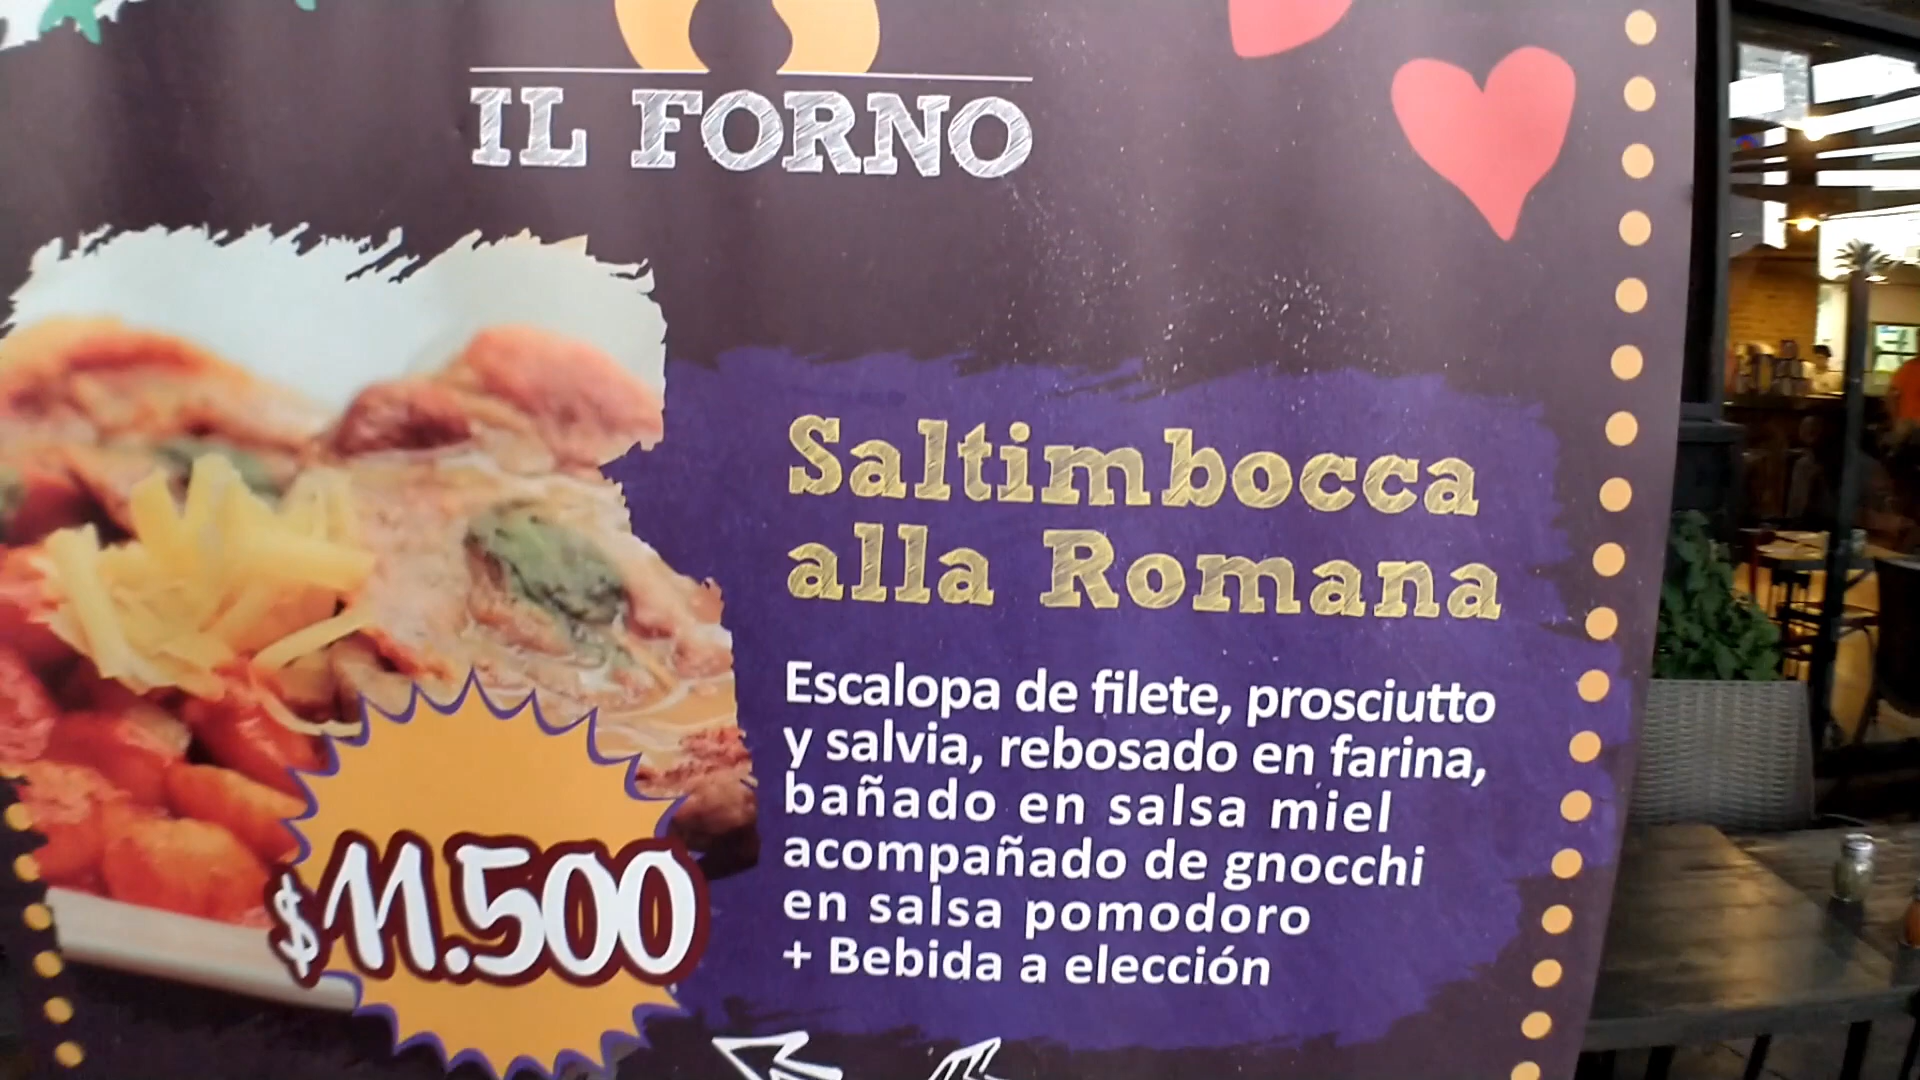 IL FORNO
Saltimbocca
alla Romana
Escalopa de filete, prosciutto
y salvia, rebosado en farina,
bañado en salsa miel
acompañado de gnocchi
en salsa pomodoro
+ Bebida a elección
$11.500